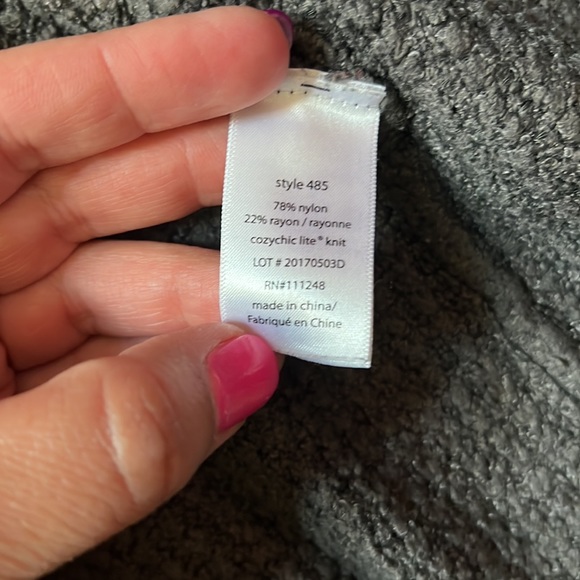 style 485
78% nylon
22% rayon / rayonne
cozychic lite® knit
LOT # 20170503D
RN#111248
made in china/
Fabriqué en Chine